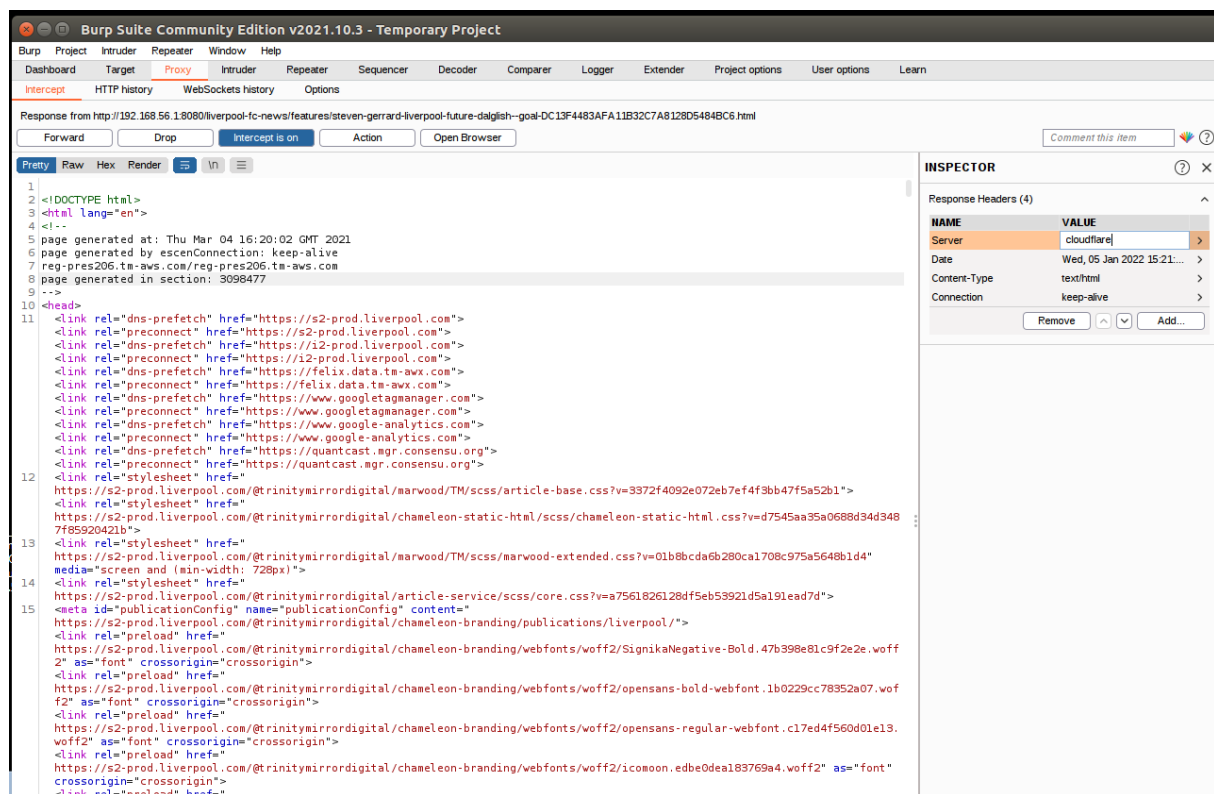 Burp Suite Community Edition v2021.10.3 - Temporary Project
Burp Project Intruder Repeater Window Help
Dashboard Target Proxy Intruder Repeater Sequencer Decoder Comparer Logger Extender Project options User options Learn
Intercept HTTP history WebSockets history Options
Response from http://192.168.56.1:8080/liverpool-fc-news/features/steven-gerrard-liverpool-future-dalglish--goal-DC13F4483AFA11B32C7A8128D5484BC6.html
Forward Drop Intercept is on Action Open Browser Comment this item ?
Pretty Raw Hex Render \n
INSPECTOR ?
Response Headers (4)
NAME VALUE
Server cloudflare
Date Wed, 05 Jan 2022 15:21:...
Content-Type text/html
Connection keep-alive
Remove Add...
1
2 <!DOCTYPE html>
3 <html lang="en">
4 <!--
5 page generated at: Thu Mar 04 16:20:02 GMT 2021
6 page generated by escenConnection: keep-alive
7 reg-pres206.tm-aws.com/reg-pres206.tm-aws.com
8 page generated in section: 3098477
9 -->
10 <head>
11 <link rel="dns-prefetch" href="https://s2-prod.liverpool.com">
<link rel="preconnect" href="https://s2-prod.liverpool.com">
<link rel="dns-prefetch" href="https://i2-prod.liverpool.com">
<link rel="preconnect" href="https://i2-prod.liverpool.com">
<link rel="dns-prefetch" href="https://felix.data.tm-awx.com">
<link rel="preconnect" href="https://felix.data.tm-awx.com">
<link rel="dns-prefetch" href="https://www.googletagmanager.com">
<link rel="preconnect" href="https://www.googletagmanager.com">
<link rel="dns-prefetch" href="https://www.google-analytics.com">
<link rel="preconnect" href="https://www.google-analytics.com">
<link rel="dns-prefetch" href="https://quantcast.mgr.consensu.org">
<link rel="preconnect" href="https://quantcast.mgr.consensu.org">
12 <link rel="stylesheet" href="
https://s2-prod.liverpool.com/@trinitymirrordigital/marwood/TM/scss/article-base.css?v=3372f4092e072eb7ef4f3bb47f5a52b1">
<link rel="stylesheet" href="
https://s2-prod.liverpool.com/@trinitymirrordigital/chameleon-static-html/scss/chameleon-static-html.css?v=d7545aa35a0688d34d348
7f85920421b">
13 <link rel="stylesheet" href="
https://s2-prod.liverpool.com/@trinitymirrordigital/marwood/TM/scss/marwood-extended.css?v=01b8bcda6b280ca1708c975a5648b1d4"
media="screen and (min-width: 728px)">
14 <link rel="stylesheet" href="
https://s2-prod.liverpool.com/@trinitymirrordigital/article-service/scss/core.css?v=a7561826128df5eb53921d5a191ead7d">
15 <meta id="publicationConfig" name="publicationConfig" content="
https://s2-prod.liverpool.com/@trinitymirrordigital/chameleon-branding/publications/liverpool/">
<link rel="preload" href="
https://s2-prod.liverpool.com/@trinitymirrordigital/chameleon-branding/webfonts/woff2/SignikaNegative-Bold.47b398e81c9f2e2e.woff
2" as="font" crossorigin="crossorigin">
<link rel="preload" href="
https://s2-prod.liverpool.com/@trinitymirrordigital/chameleon-branding/webfonts/woff2/opensans-bold-webfont.1b0229cc78352a07.wof
f2" as="font" crossorigin="crossorigin">
<link rel="preload" href="
https://s2-prod.liverpool.com/@trinitymirrordigital/chameleon-branding/webfonts/woff2/opensans-regular-webfont.c17ed4f560d01e13.
woff2" as="font" crossorigin="crossorigin">
<link rel="preload" href="
https://s2-prod.liverpool.com/@trinitymirrordigital/chameleon-branding/webfonts/woff2/icomoon.edbe0dea183769a4.woff2" as="font"
crossorigin="crossorigin">
<link rel="preload" href="